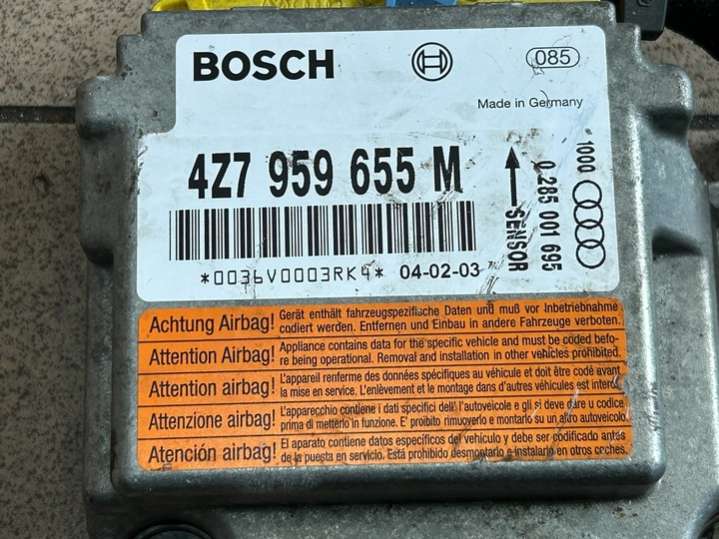 BOSCH
085
Made in Germany
4Z7 959 655 M
*0036V0003RK4* 04-02-03
SENSOR
0 285 001 695
1000
Achtung Airbag! Gerät enthält fahrzeugspezifische Daten und muß vor Inbetriebnahme
codiert werden. Entfernen und Einbau in andere Fahrzeuge verboten.
Attention Airbag! Appliance contains data for the specific vehicle and must be coded befo-
re being operational. Removal and installation in other vehicles prohibited.
Attention airbag! L'appareil renferme des données spécifiques au véhicule et doit être codé avant
la mise en service. L'enlèvement et le montage dans d'autres véhicules est interdit
Attenzione airbag! L'apparecchio contiene i dati specifici dell'autoveicole e gli si deve dare u codice
prima di metterlo in funzione. E' proibito rimuoverlo e montarlo su altro autoveicolo.
Atención airbag! El aparato contiene datos específicos del vehículo y debe ser codificado antes
de la puesta en servicio. Está prohibido desmontarlo e instalarlo en otros coches.